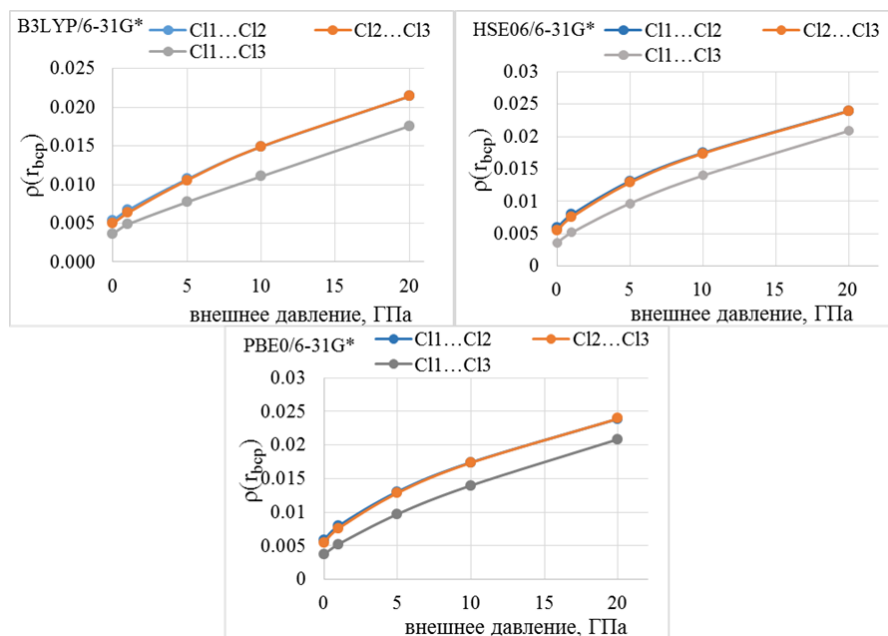 B3LYP/6-31G*
Cl1…Cl2
Cl2…Cl3
Cl1…Cl3
0.025
0.020
0.015
0.010
0.005
0.000
ρ(rbcp)
0 5 10 15 20
внешнее давление, ГПа
HSE06/6-31G*
Cl1…Cl2
Cl2…Cl3
Cl1…Cl3
0.03
0.025
0.02
0.015
0.01
0.005
0
ρ(rbcp)
0 5 10 15 20
внешнее давление, ГПа
PBE0/6-31G*
Cl1…Cl2
Cl2…Cl3
Cl1…Cl3
0.03
0.025
0.02
0.015
0.01
0.005
0
ρ(rbcp)
0 5 10 15 20
внешнее давление, ГПа